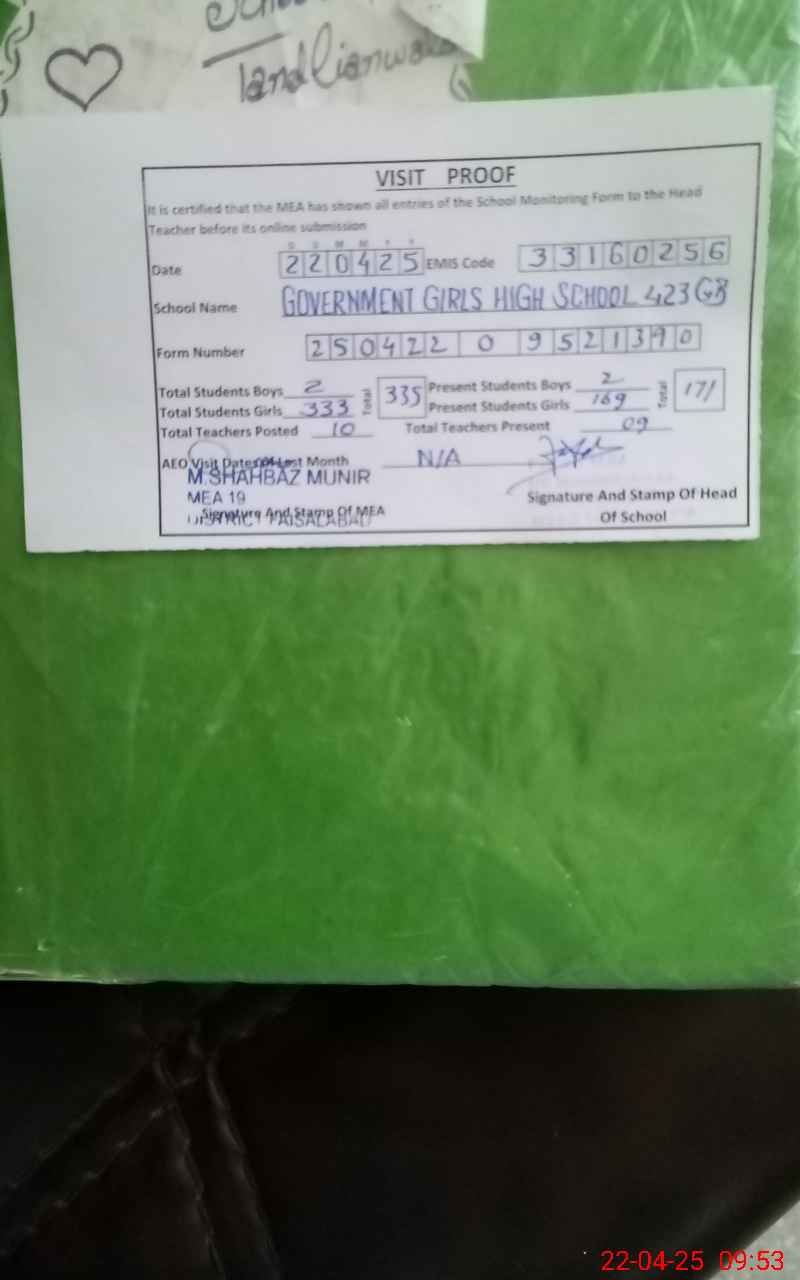 Tandlianwala
VISIT PROOF
It is certified that the MEA has shown all entries of the School Monitoring Form to the Head
Teacher before its online submission
D D M M Y Y
Date 220425 EMIS Code 33160256
School Name GOVERNMENT GIRLS HIGH SCHOOL 423 GB
Form Number 250422 0 9521390
Total Students Boys 2 Total 335 Present Students Boys 2 Total 171
Total Students Girls 333 Present Students Girls 169
Total Teachers Posted 10 Total Teachers Present 09
AEO Visit Dates Of Last Month N/A
M.SHAHBAZ MUNIR
MEA 19
Signature And Stamp Of MEA
DISTRICT FAISALABAD
Signature And Stamp Of Head
Of School
22-04-25 09:53